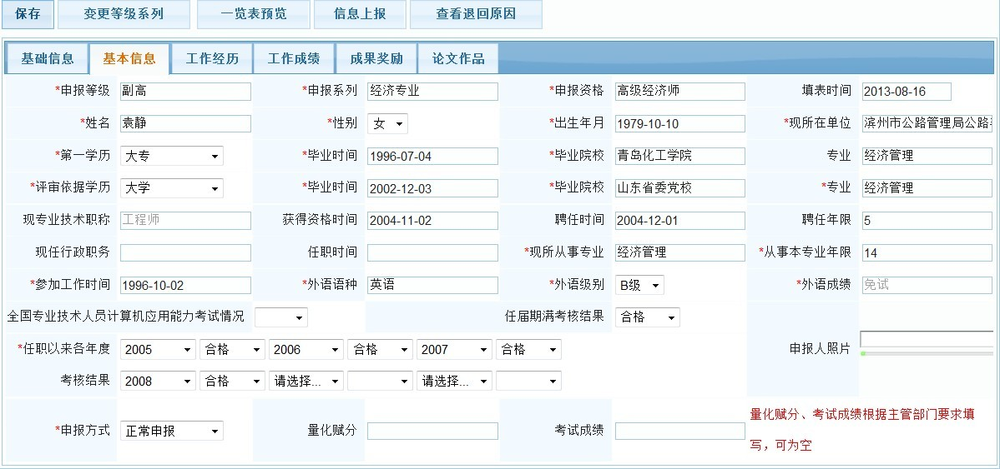 保存 变更等级系列 一览表预览 信息上报 查看退回原因
基础信息 基本信息 工作经历 工作成绩 成果奖励 论文作品
*申报等级 副高 *申报系列 经济专业 *申报资格 高级经济师 填表时间 2013-08-16
*姓名 袁静 *性别 女 *出生年月 1979-10-10 *现所在单位 滨州市公路管理局公路
*第一学历 大专 *毕业时间 1996-07-04 *毕业院校 青岛化工学院 专业 经济管理
*评审依据学历 大学 *毕业时间 2002-12-03 *毕业院校 山东省委党校 *专业 经济管理
现专业技术职称 工程师 获得资格时间 2004-11-02 聘任时间 2004-12-01 聘任年限 5
现任行政职务 任职时间 *现所从事专业 经济管理 *从事本专业年限 14
*参加工作时间 1996-10-02 *外语语种 英语 *外语级别 B级 *外语成绩 免试
全国专业技术人员计算机应用能力考试情况 任届期满考核结果 合格
*任职以来各年度 2005 合格 2006 合格 2007 合格 申报人照片
考核结果 2008 合格 请选择... 请选择...
*申报方式 正常申报 量化赋分 考试成绩 量化赋分、考试成绩根据主管部门要求填
写，可为空